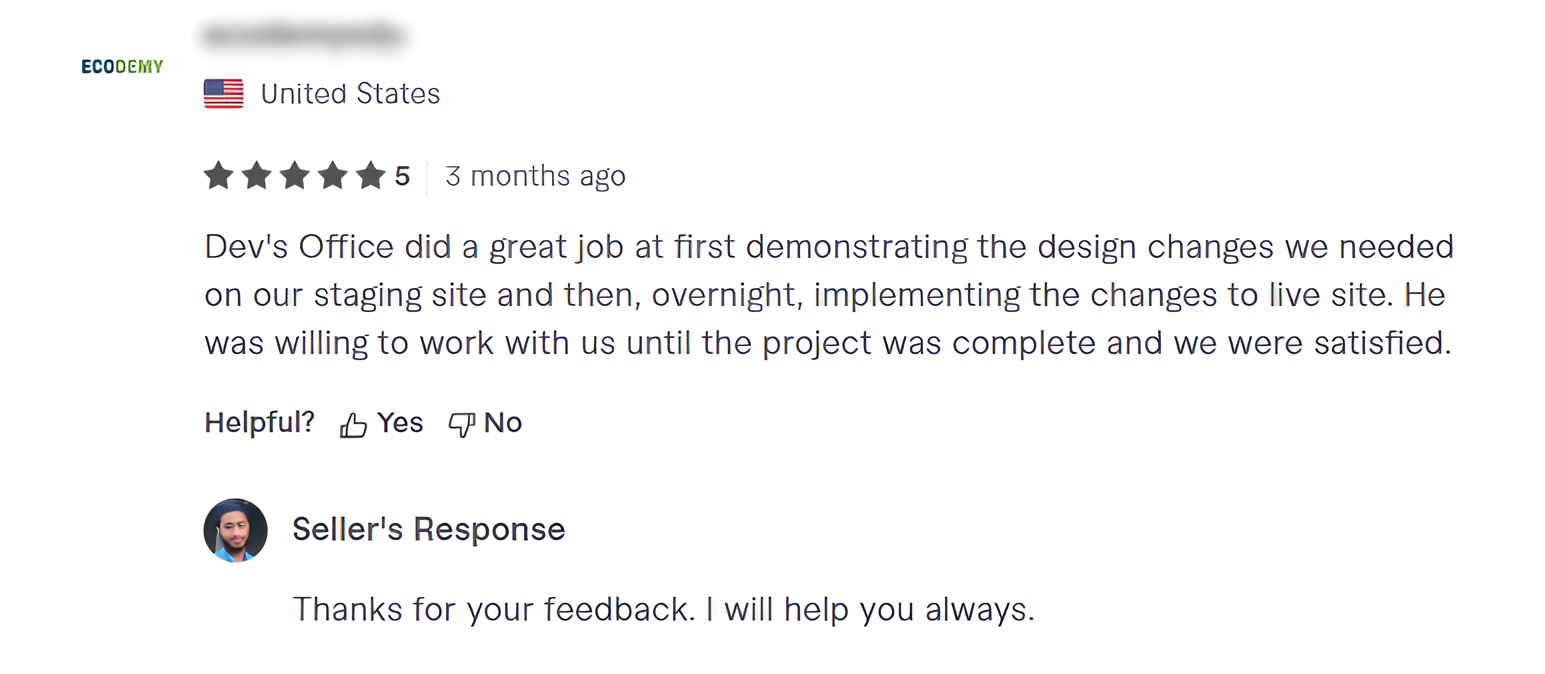 ECODEMY
United States
5 3 months ago
Dev's Office did a great job at first demonstrating the design changes we needed
on our staging site and then, overnight, implementing the changes to live site. He
was willing to work with us until the project was complete and we were satisfied.
Helpful? Yes No
Seller's Response
Thanks for your feedback. I will help you always.